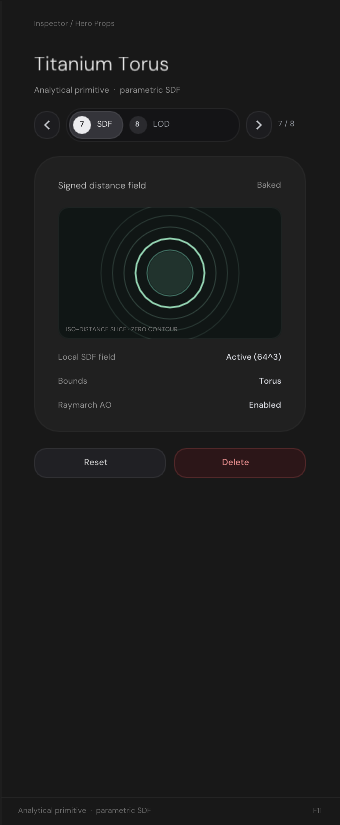 Inspector / Hero Props
Titanium Torus
Analytical primitive · parametric SDF
7 SDF 8 LOD 7 / 8
Signed distance field Baked
ISO-DISTANCE SLICE · ZERO CONTOUR
Local SDF field Active (64^3)
Bounds Torus
Raymarch AO Enabled
Reset Delete
Analytical primitive · parametric SDF